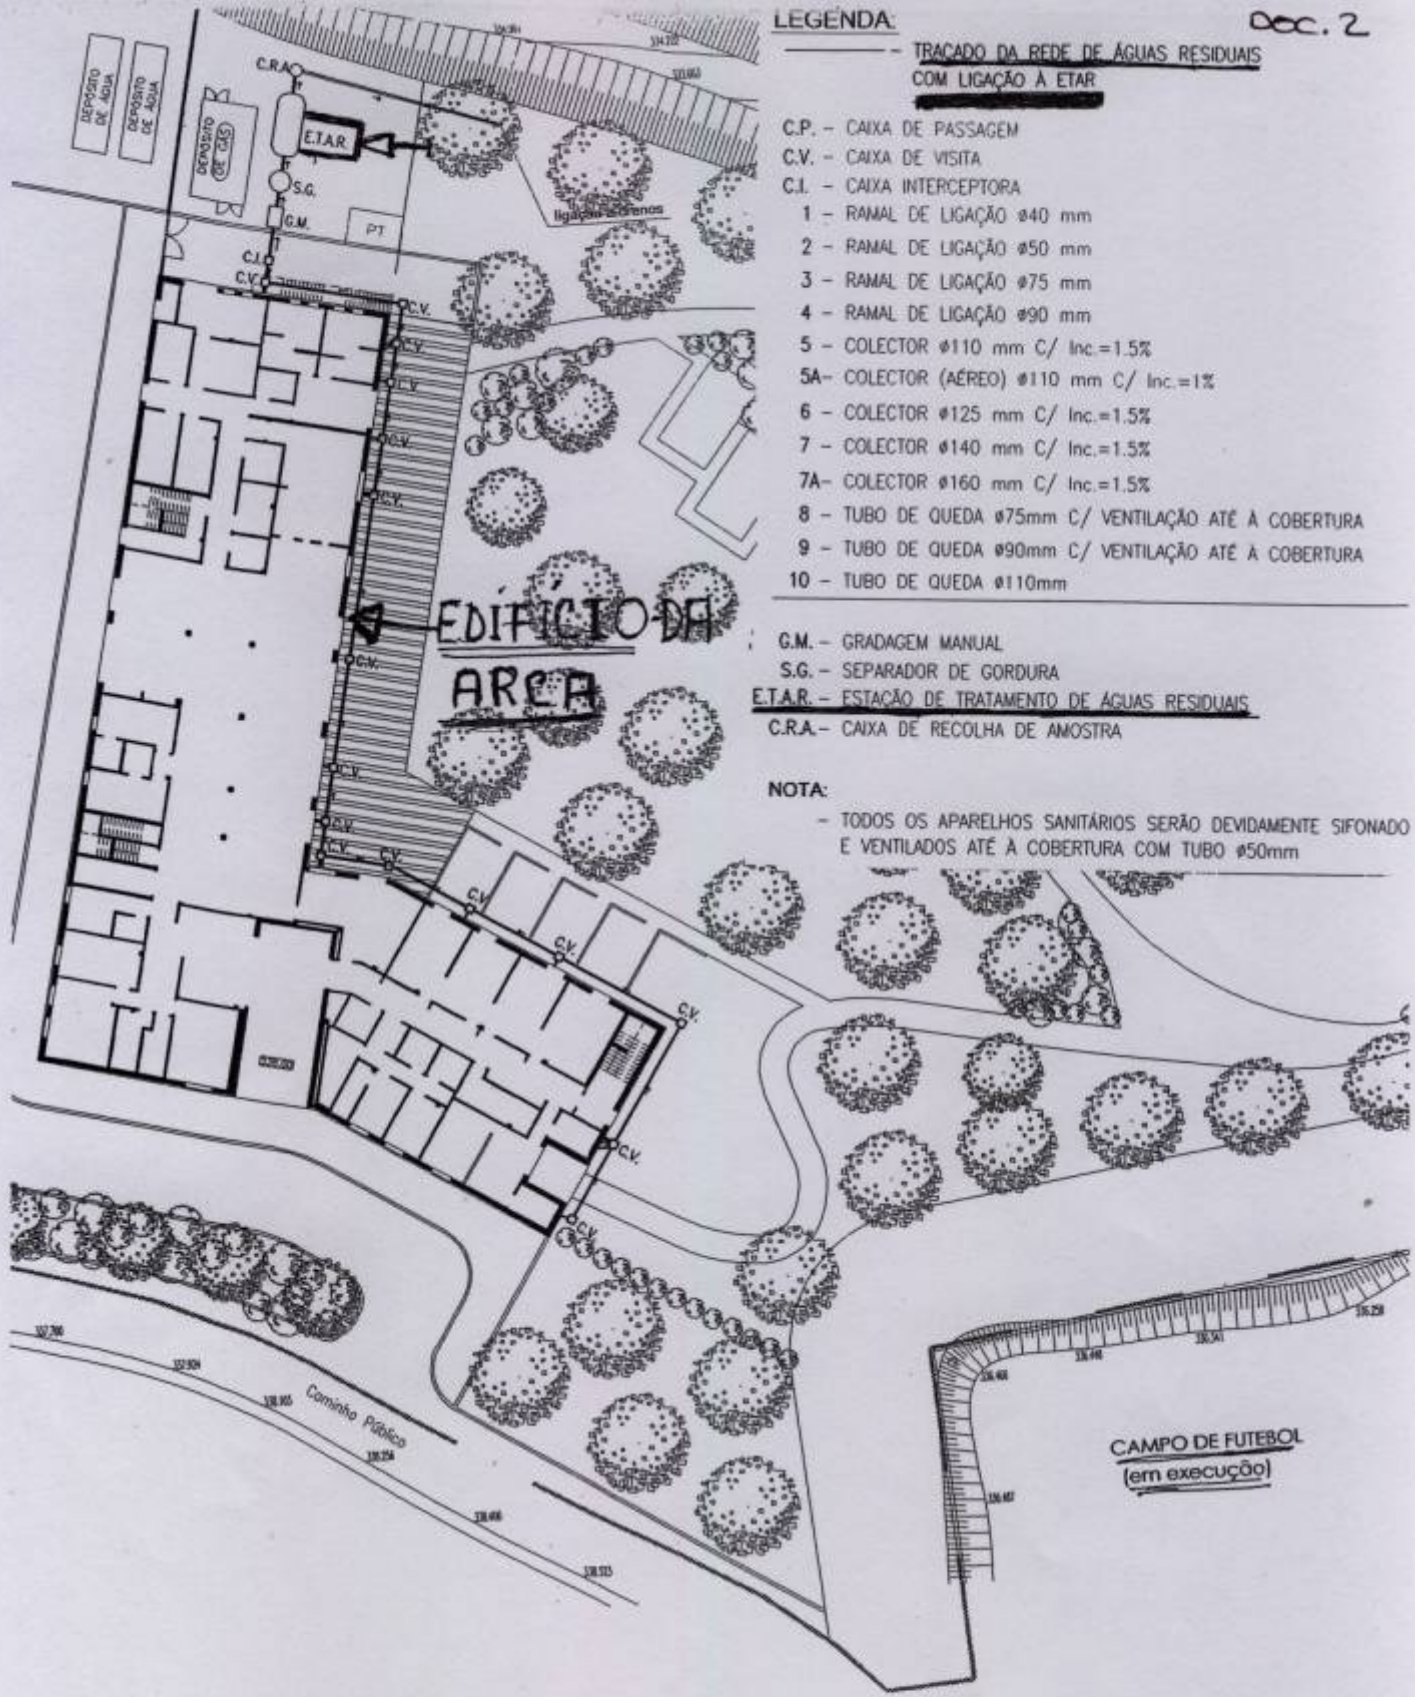 Doc. 2
LEGENDA:
- TRAÇADO DA REDE DE ÁGUAS RESIDUAIS
COM LIGAÇÃO À ETAR
C.P. - CAIXA DE PASSAGEM
C.V. - CAIXA DE VISITA
C.I. - CAIXA INTERCEPTORA
1 - RAMAL DE LIGAÇÃO ø40 mm
2 - RAMAL DE LIGAÇÃO ø50 mm
3 - RAMAL DE LIGAÇÃO ø75 mm
4 - RAMAL DE LIGAÇÃO ø90 mm
5 - COLECTOR ø110 mm C/ Inc.=1.5%
5A- COLECTOR (AÉREO) ø110 mm C/ Inc.=1%
6 - COLECTOR ø125 mm C/ Inc.=1.5%
7 - COLECTOR ø140 mm C/ Inc.=1.5%
7A- COLECTOR ø160 mm C/ Inc.=1.5%
8 - TUBO DE QUEDA ø75mm C/ VENTILAÇÃO ATÉ À COBERTURA
9 - TUBO DE QUEDA ø90mm C/ VENTILAÇÃO ATÉ À COBERTURA
10 - TUBO DE QUEDA ø110mm
G.M. - GRADAGEM MANUAL
S.G. - SEPARADOR DE GORDURA
E.T.A.R. - ESTAÇÃO DE TRATAMENTO DE ÁGUAS RESIDUAIS
C.R.A. - CAIXA DE RECOLHA DE AMOSTRA
NOTA:
- TODOS OS APARELHOS SANITÁRIOS SERÃO DEVIDAMENTE SIFONADO
E VENTILADOS ATÉ À COBERTURA COM TUBO ø50mm
DEPÓSITO
DE ÁGUA
DEPÓSITO
DE ÁGUA
DEPÓSITO
DE GÁS
C.R.A.
E.T.A.R.
S.G.
G.M.
PT
C.I.
C.V.
C.V.
C.V.
C.V.
C.V.
C.V.
EDIFÍCIO DA
ARCA
C.V.
C.V.
C.V.
C.V.
C.V.
C.V.
C.V.
C.V.
C.V.
C.V.
Caminho Público
338.256
338.406
CAMPO DE FUTEBOL
(em execução)